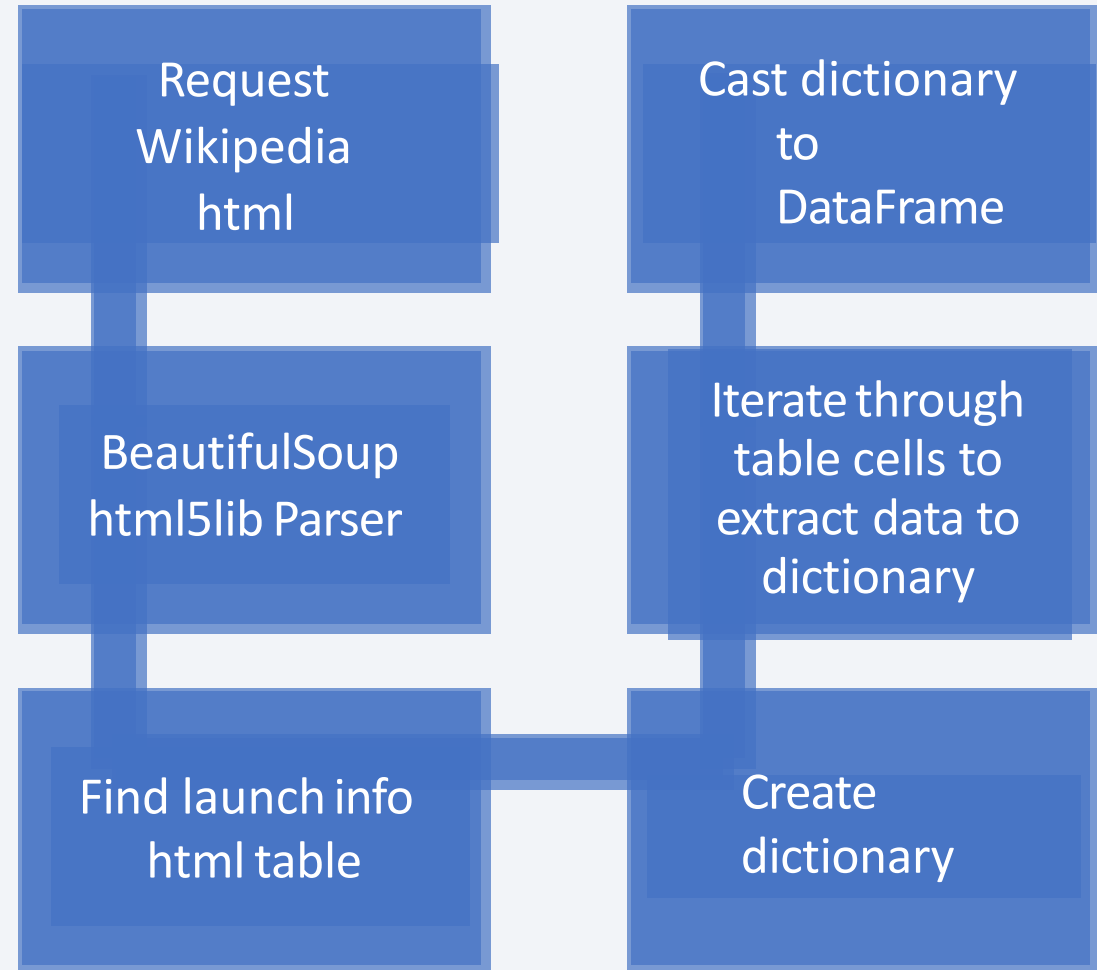 Request
Wikipedia
html
BeautifulSoup
html5lib Parser
Find launch info
html table
Create
dictionary
Iterate through
table cells to
extract data to
dictionary
Cast dictionary
to
DataFrame